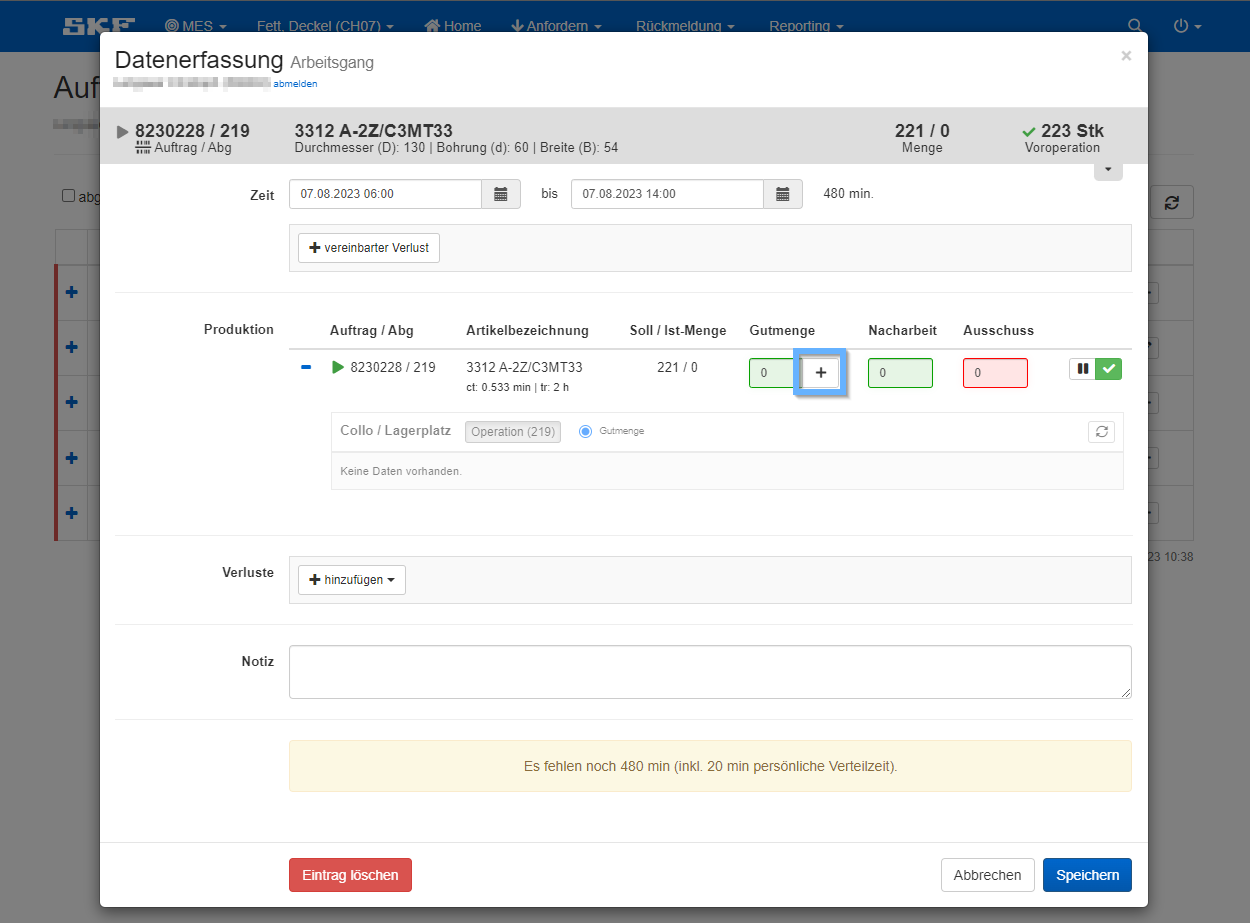 SKF MES Fett, Deckel (CH07) Home Anfordern Rückmeldung Reporting
Auf
Datenerfassung Arbeitsgang
abmelden
×
8230228 / 219
Auftrag / Abg
3312 A-2Z/C3MT33
Durchmesser (D): 130 | Bohrung (d): 60 | Breite (B): 54
221 / 0
Menge
223 Stk
Voroperation
abg
Zeit 07.08.2023 06:00 bis 07.08.2023 14:00 480 min.
vereinbarter Verlust
Produktion Auftrag / Abg Artikelbezeichnung Soll / Ist-Menge Gutmenge Nacharbeit Ausschuss
8230228 / 219 3312 A-2Z/C3MT33 221 / 0 0 + 0 0
ct: 0.533 min | tr: 2 h
Collo / Lagerplatz Operation (219) Gutmenge
Keine Daten vorhanden.
23 10:38
Verluste hinzufügen
Notiz
Es fehlen noch 480 min (inkl. 20 min persönliche Verteilzeit).
Eintrag löschen Abbrechen Speichern